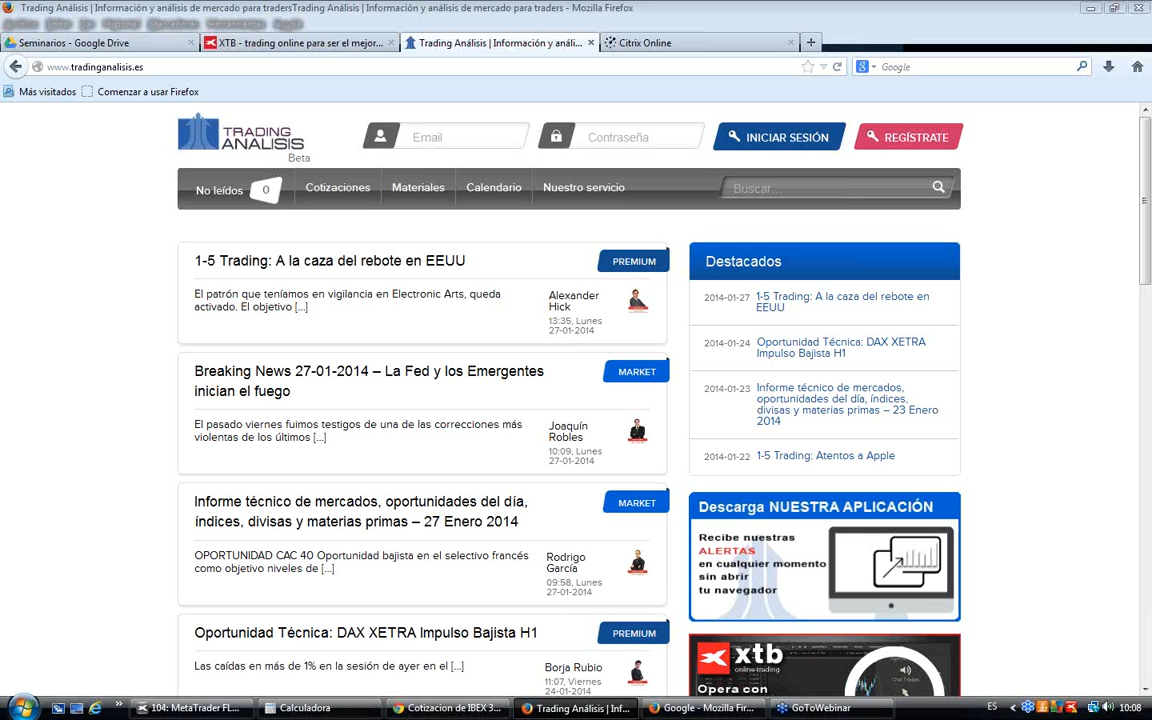 Trading Análisis | Información y análisis de mercado para tradersTrading Análisis | Información y análisis de mercado para traders - Mozilla Firefox
Seminarios - Google Drive
XTB - trading online para ser el mejor...
Trading Análisis | Información y análi...
Citrix Online
www.tradinganalisis.es
Google
Más visitados
Comenzar a usar Firefox
TRADING
ANALISIS
Beta
Email
Contraseña
INICIAR SESIÓN
REGÍSTRATE
No leídos 0
Cotizaciones
Materiales
Calendario
Nuestro servicio
Buscar...
1-5 Trading: A la caza del rebote en EEUU
PREMIUM
El patrón que teníamos en vigilancia en Electronic Arts, queda
activado. El objetivo [...]
Alexander
Hick
13:35, Lunes
27-01-2014
Breaking News 27-01-2014 – La Fed y los Emergentes
inician el fuego
MARKET
El pasado viernes fuimos testigos de una de las correcciones más
violentas de los últimos [...]
Joaquín
Robles
10:09, Lunes
27-01-2014
Informe técnico de mercados, oportunidades del día,
índices, divisas y materias primas – 27 Enero 2014
MARKET
OPORTUNIDAD CAC 40 Oportunidad bajista en el selectivo francés
como objetivo niveles de [...]
Rodrigo
García
09:58, Lunes
27-01-2014
Oportunidad Técnica: DAX XETRA Impulso Bajista H1
PREMIUM
Las caídas en más de 1% en la sesión de ayer en el [...]
Borja Rubio
11:07, Viernes
24-01-2014
Destacados
2014-01-27 1-5 Trading: A la caza del rebote en
EEUU
2014-01-24 Oportunidad Técnica: DAX XETRA
Impulso Bajista H1
2014-01-23 Informe técnico de mercados,
oportunidades del día, índices,
divisas y materias primas – 23 Enero
2014
2014-01-22 1-5 Trading: Atentos a Apple
Descarga NUESTRA APLICACIÓN
Recibe nuestras
ALERTAS
en cualquier momento
sin abrir
tu navegador
xtb
online trading
Opera con
Chat Traders
104: MetaTrader FL...
Calculadora
Cotizacion de IBEX 3...
Trading Análisis | Inf...
Google - Mozilla Fir...
GoToWebinar
ES
10:08